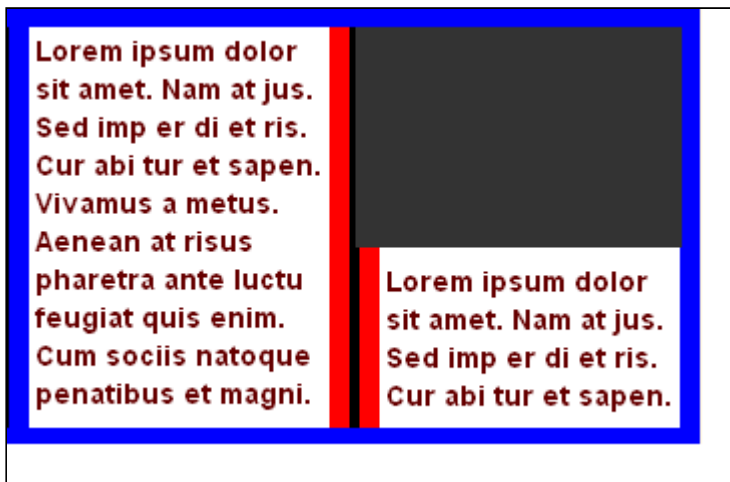 Lorem ipsum dolor
sit amet. Nam at jus.
Sed imp er di et ris.
Cur abi tur et sapen.
Vivamus a metus.
Aenean at risus
pharetra ante luctu
feugiat quis enim.
Cum sociis natoque
penatibus et magni.
Lorem ipsum dolor
sit amet. Nam at jus.
Sed imp er di et ris.
Cur abi tur et sapen.